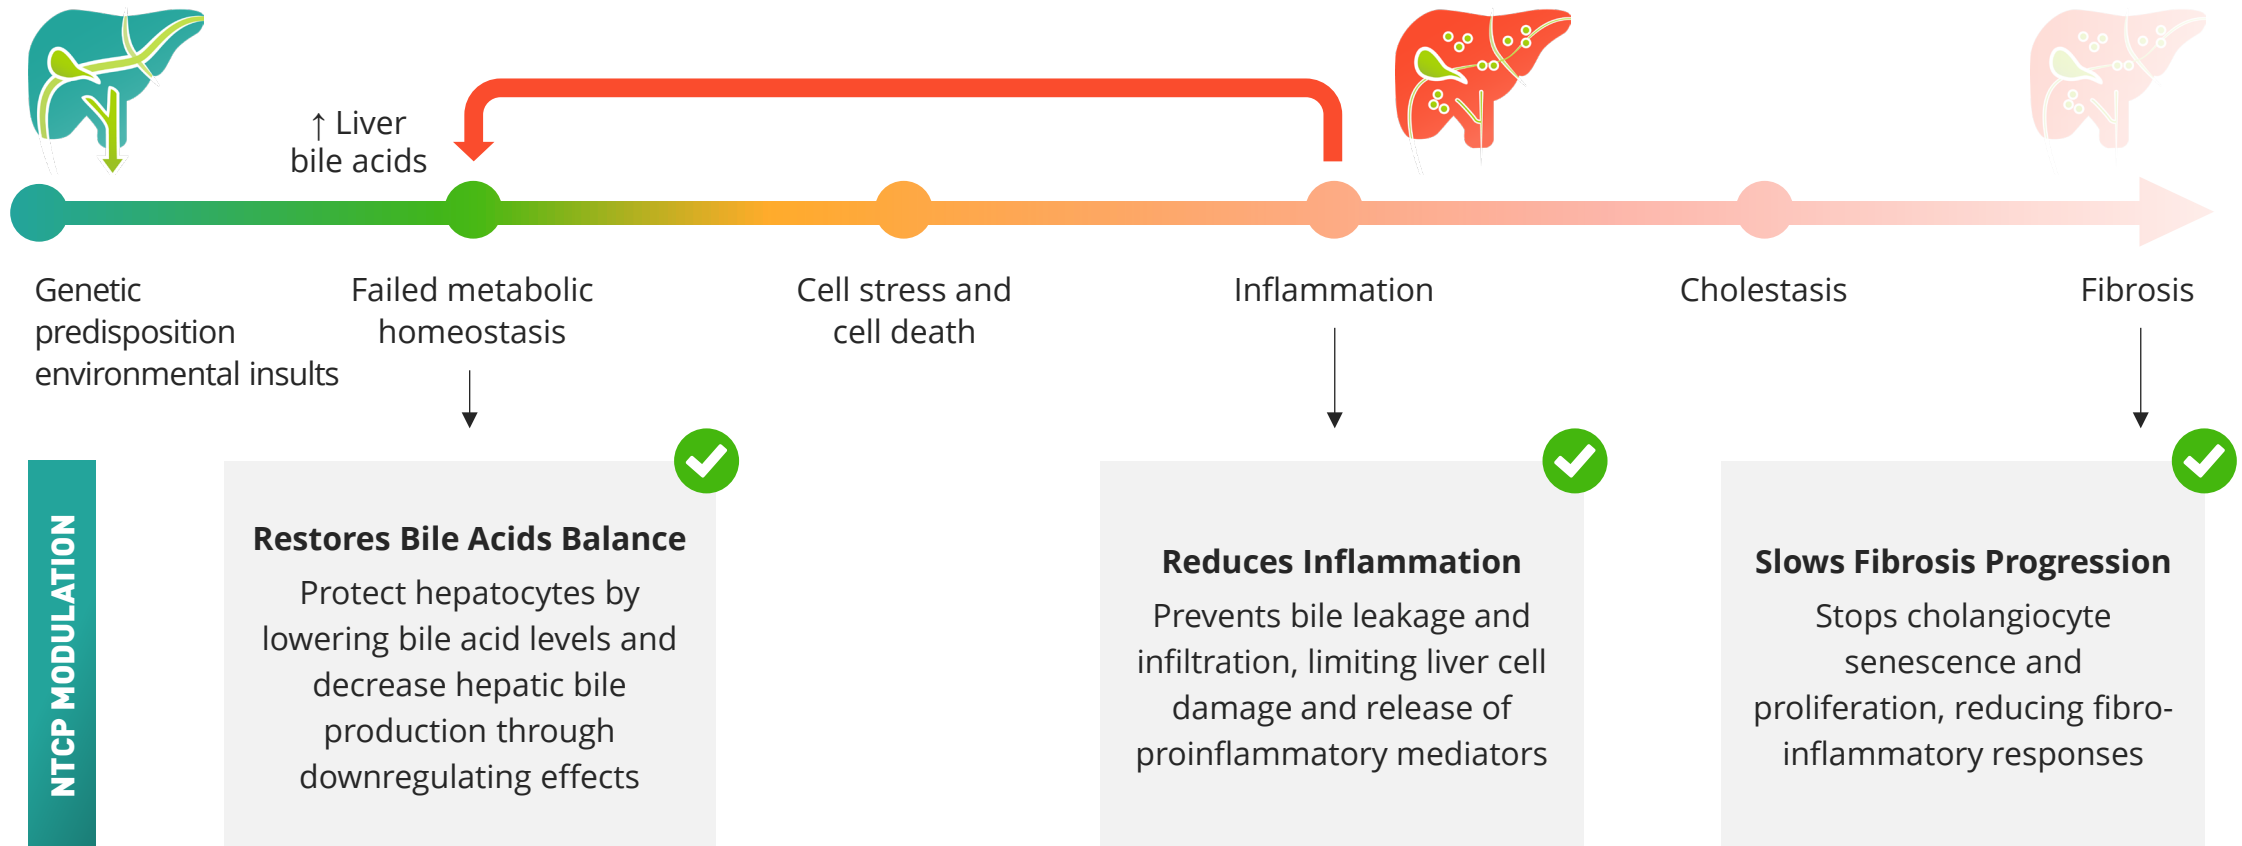 ↑ Liver
bile acids
Genetic
predisposition
environmental insults
Failed metabolic
homeostasis
Cell stress and
cell death
Inflammation
Cholestasis
Fibrosis
NTCP MODULATION
Restores Bile Acids Balance
Protect hepatocytes by
lowering bile acid levels and
decrease hepatic bile
production through
downregulating effects
Reduces Inflammation
Prevents bile leakage and
infiltration, limiting liver cell
damage and release of
proinflammatory mediators
Slows Fibrosis Progression
Stops cholangiocyte
senescence and
proliferation, reducing fibro-
inflammatory responses